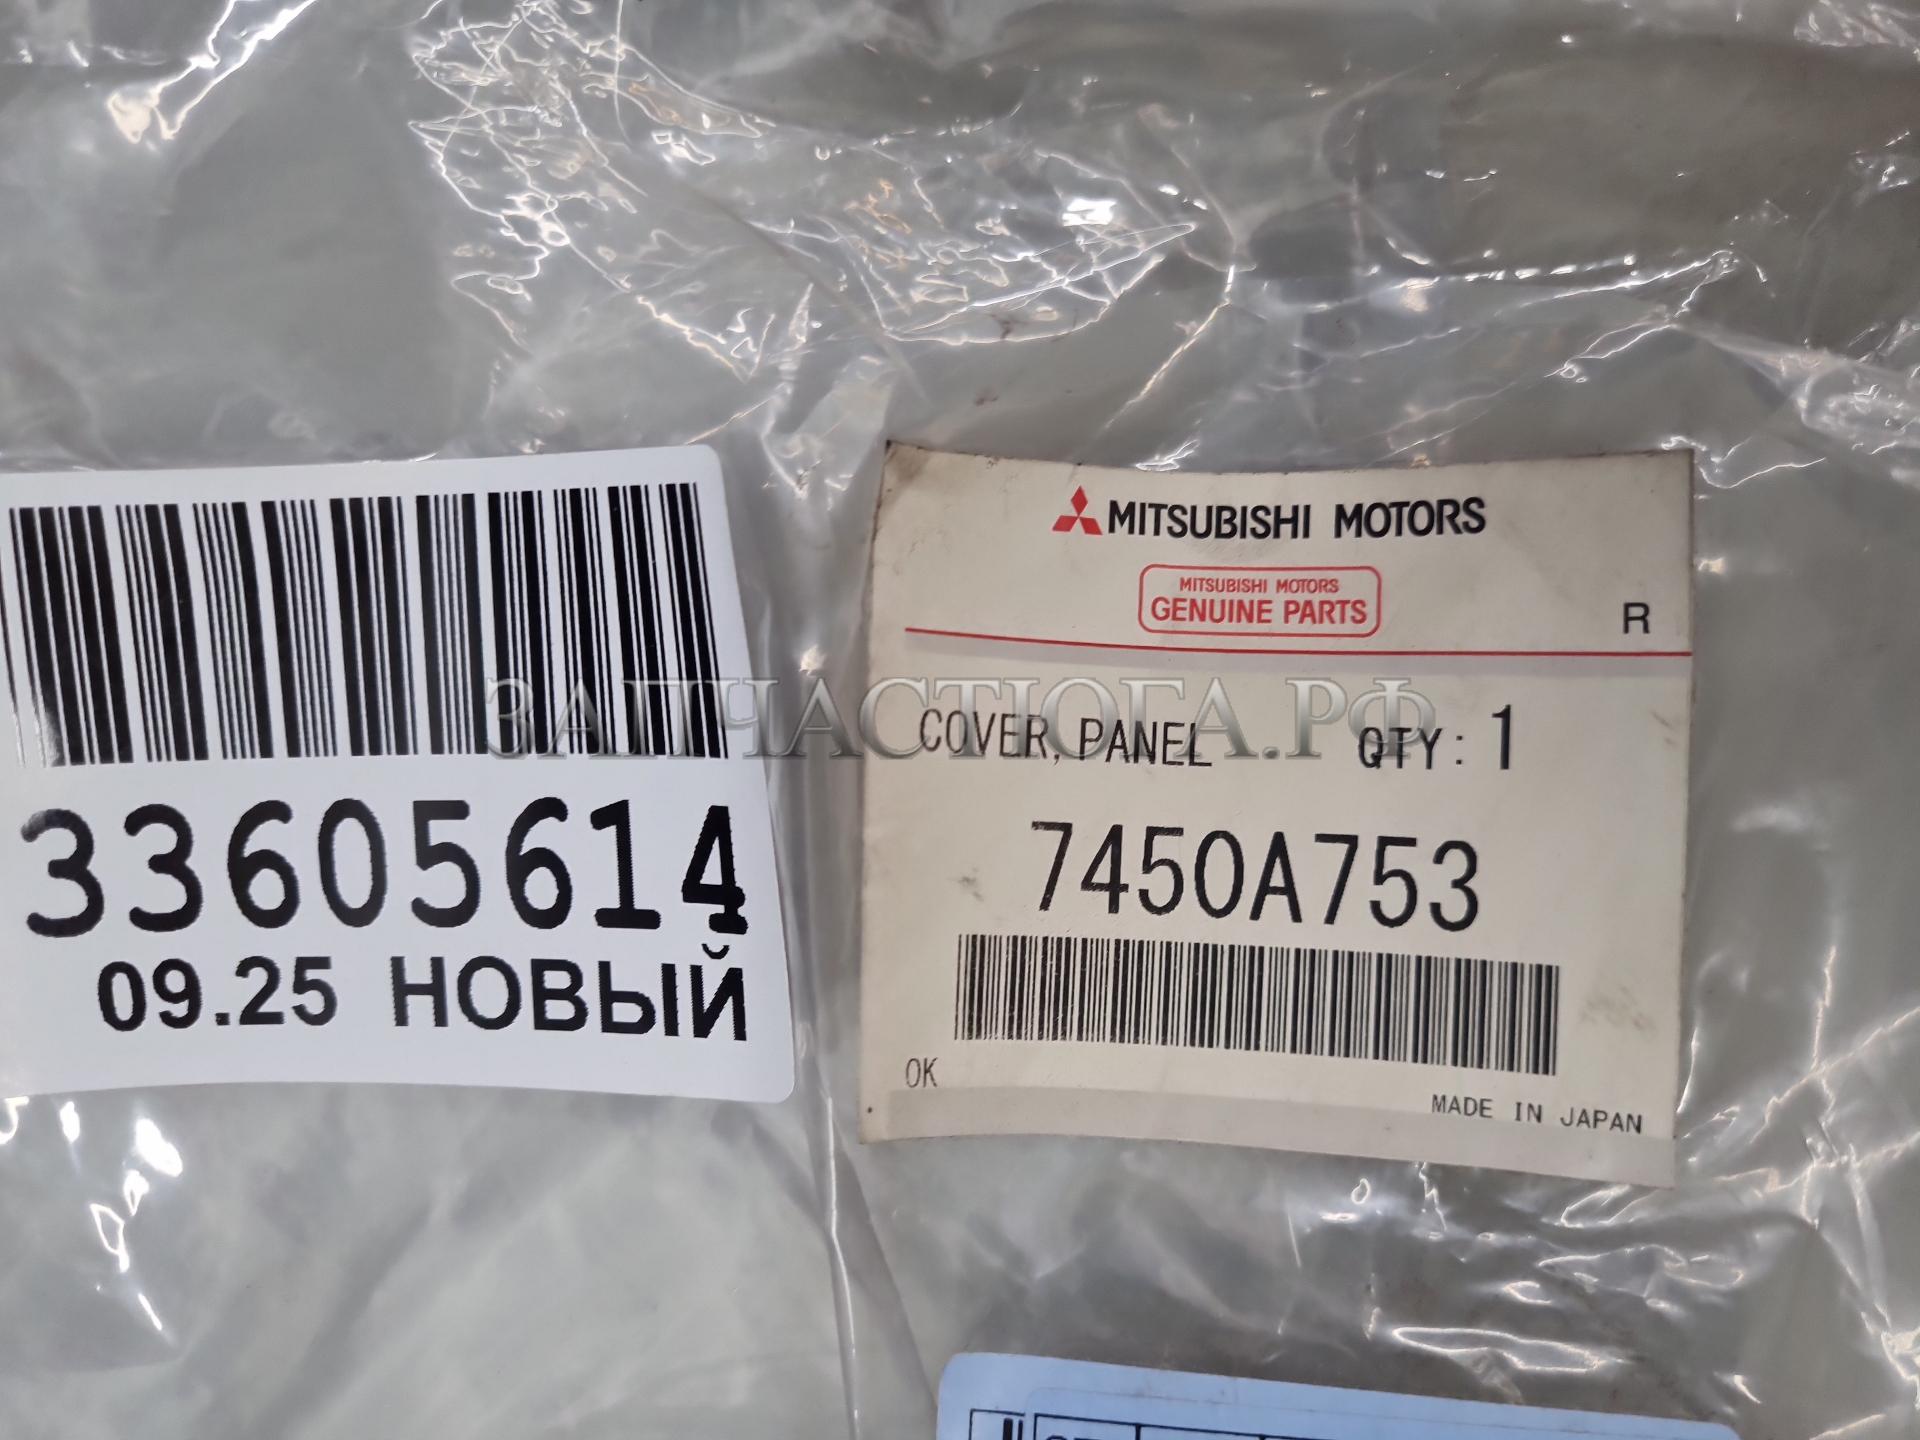 33605614
09.25 НОВЫЙ
MITSUBISHI MOTORS
MITSUBISHI MOTORS
GENUINE PARTS
R
COVER, PANEL QTY: 1
7450A753
OK
MADE IN JAPAN
ЗАПЧАСТЮГА.РФ